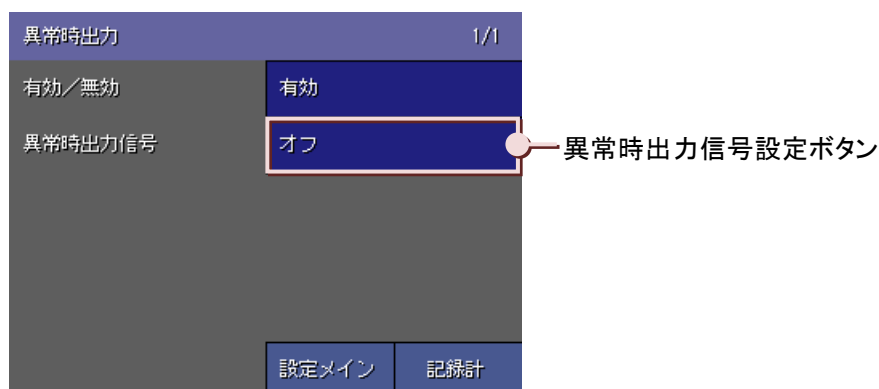 異常時出力 1/1
有効／無効 有効
異常時出力信号 オフ
異常時出力信号設定ボタン
設定メイン 記録計